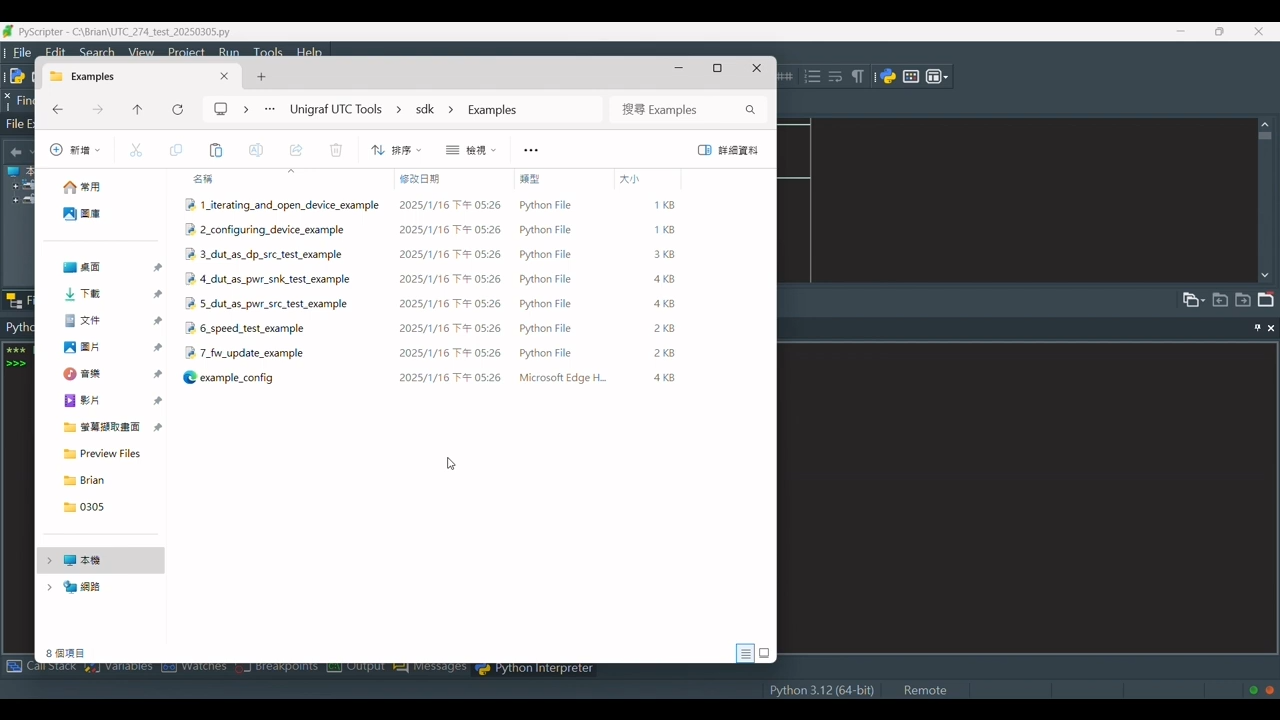 PyScripter - C:\Brian\UTC_274_test_20250305.py
File Edit Search View Project Run Tools Help
Examples
Unigraf UTC Tools > sdk > Examples
搜尋 Examples
新增
排序
檢視
詳細資料
名稱 修改日期 類型 大小
1_iterating_and_open_device_example 2025/1/16 下午 05:26 Python File 1 KB
2_configuring_device_example 2025/1/16 下午 05:26 Python File 1 KB
3_dut_as_dp_src_test_example 2025/1/16 下午 05:26 Python File 3 KB
4_dut_as_pwr_snk_test_example 2025/1/16 下午 05:26 Python File 4 KB
5_dut_as_pwr_src_test_example 2025/1/16 下午 05:26 Python File 4 KB
6_speed_test_example 2025/1/16 下午 05:26 Python File 2 KB
7_fw_update_example 2025/1/16 下午 05:26 Python File 2 KB
example_config 2025/1/16 下午 05:26 Microsoft Edge H... 4 KB
常用
圖庫
桌面
下載
文件
圖片
音樂
影片
螢幕擷取畫面
Preview Files
Brian
0305
本機
網路
8 個項目
***
>>>
Call Stack Variables Watches Breakpoints Output Messages Python Interpreter
Python 3.12 (64-bit) Remote